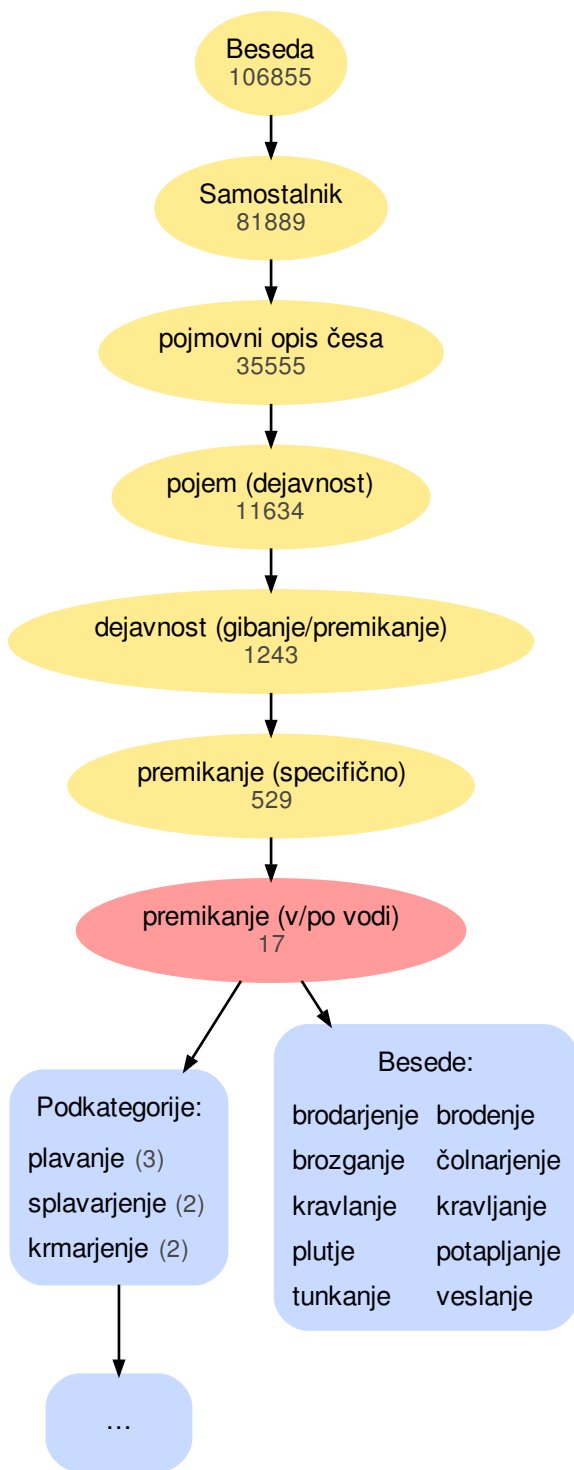 Beseda
106855
Samostalnik
81889
pojmovni opis česa
35555
pojem (dejavnost)
11634
dejavnost (gibanje/premikanje)
1243
premikanje (specifično)
529
premikanje (v/po vodi)
17
Podkategorije:
plavanje (3)
splavarjenje (2)
krmarjenje (2)
...
Besede:
brodarjenje brodenje
brozganje čolnarjenje
kravlanje kravljanje
plutje potapljanje
tunkanje veslanje